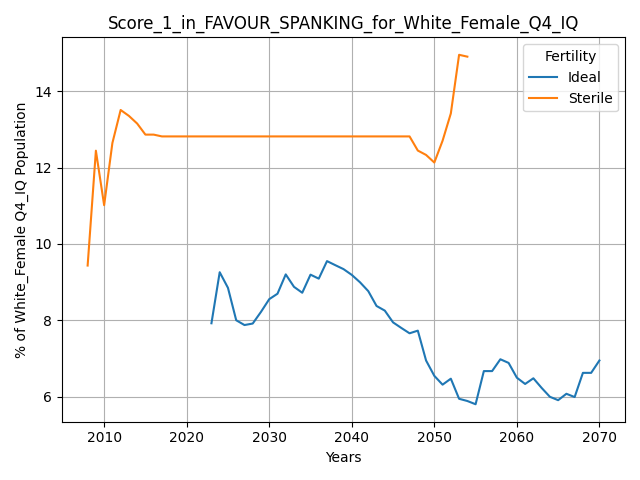 Score_1_in_FAVOUR_SPANKING_for_White_Female_Q4_IQ
Fertility
Ideal
Sterile
% of White_Female Q4_IQ Population
14
12
10
8
6
2010 2020 2030 2040 2050 2060 2070
Years